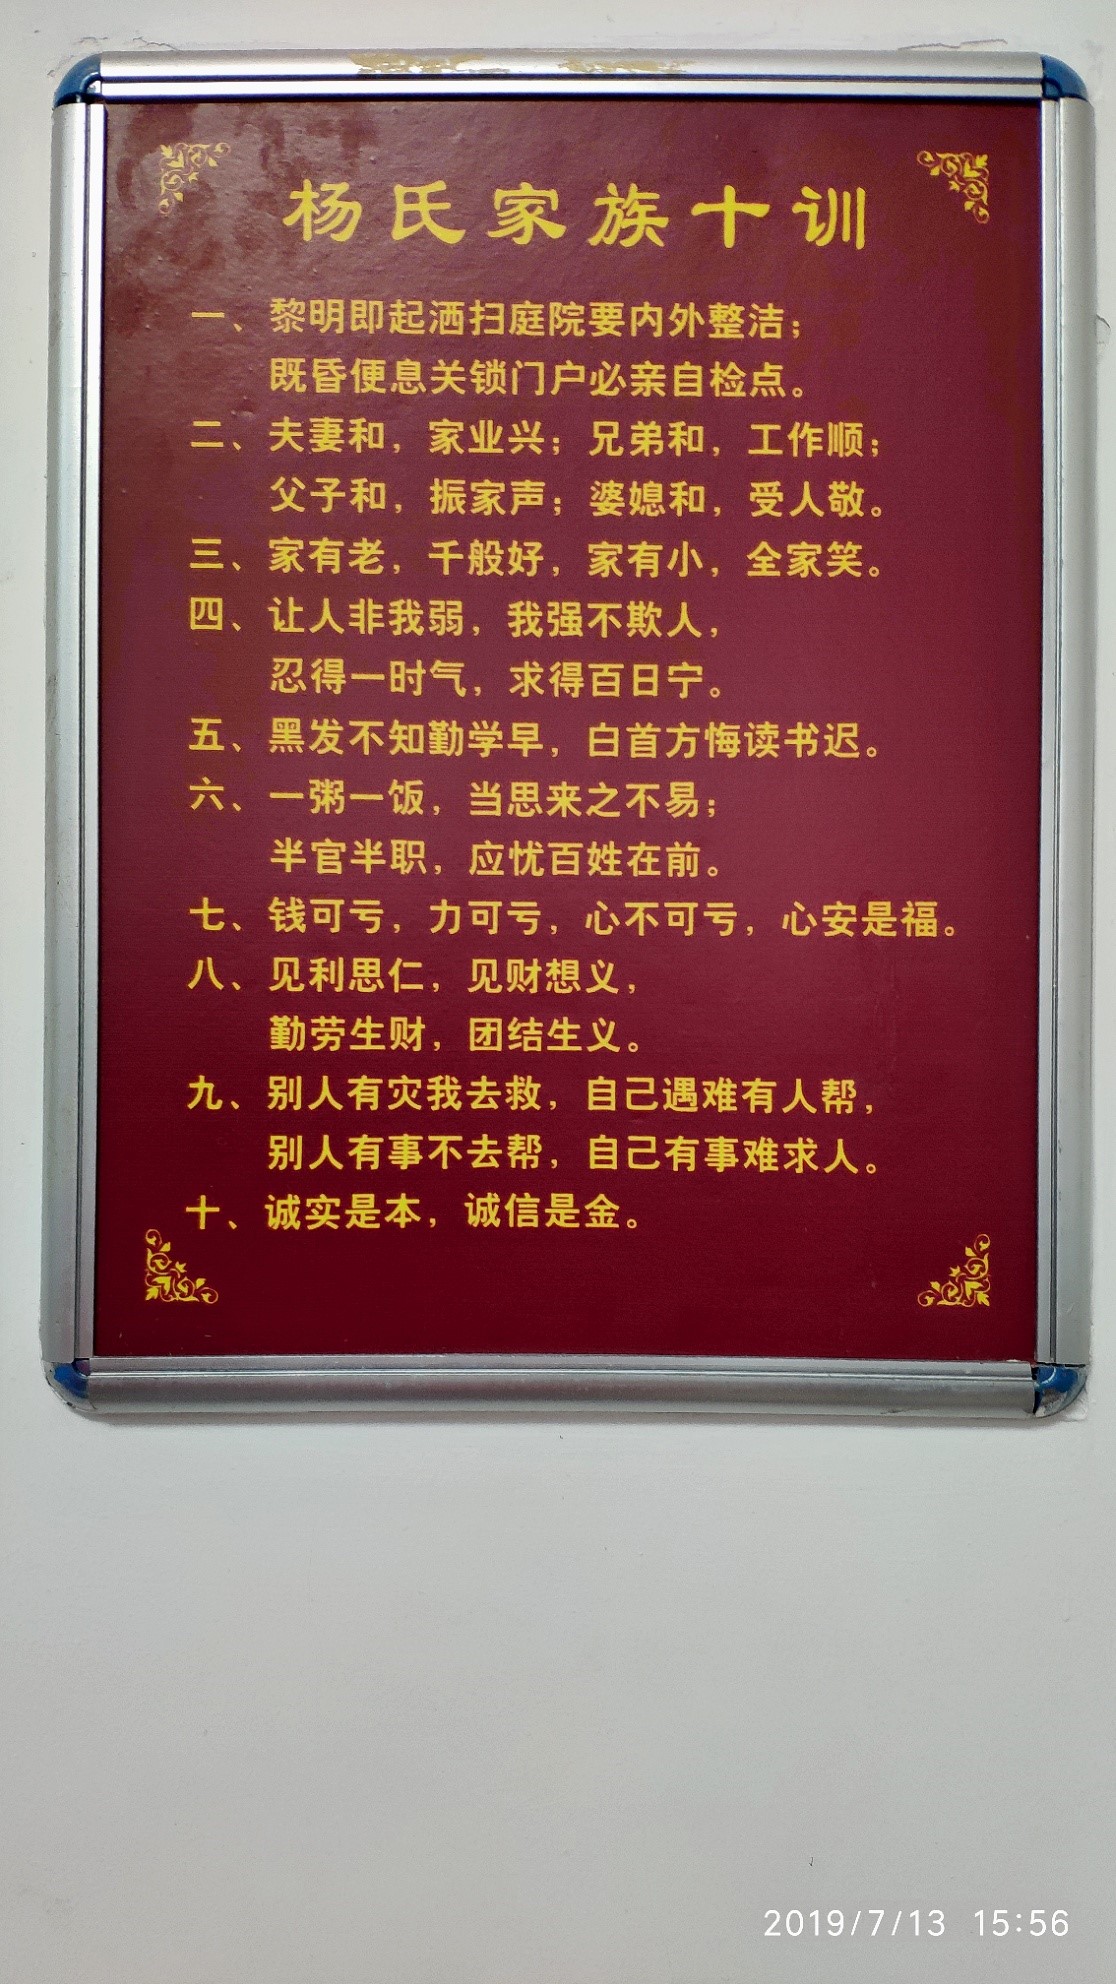 杨氏家族十训
一、黎明即起洒扫庭院要内外整洁；
既昏便息关锁门户必亲自检点。
二、夫妻和，家业兴；兄弟和，工作顺；
父子和，振家声；婆媳和，受人敬。
三、家有老，千般好，家有小，全家笑。
四、让人非我弱，我强不欺人，
忍得一时气，求得百日宁。
五、黑发不知勤学早，白首方悔读书迟。
六、一粥一饭，当思来之不易；
半官半职，应忧百姓在前。
七、钱可亏，力可亏，心不可亏，心安是福。
八、见利思仁，见财想义，
勤劳生财，团结生义。
九、别人有灾我去救，自己遇难有人帮，
别人有事不去帮，自己有事难求人。
十、诚实是本，诚信是金。
2019/7/13 15:56